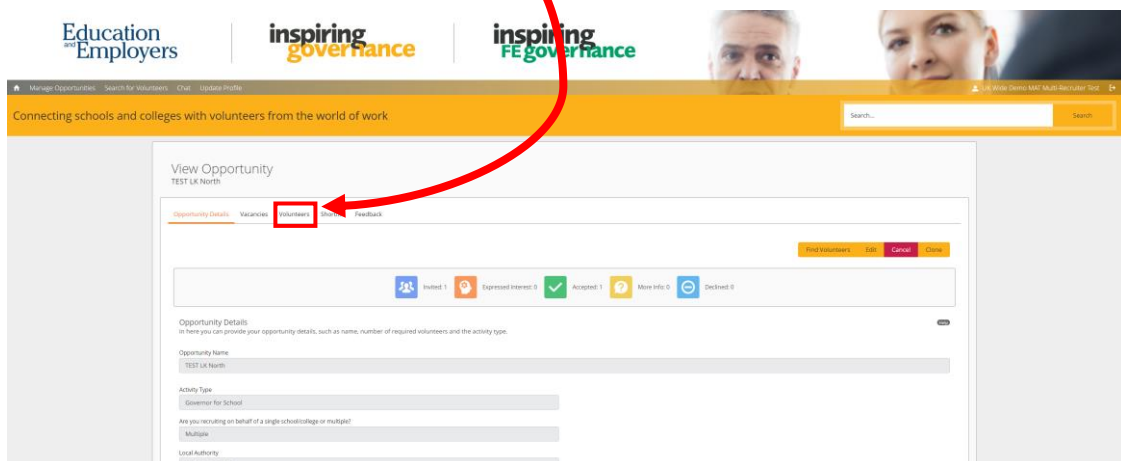 Education
and Employers
inspiring
governance
inspiring
FE governance
Manage Opportunities Search for Volunteers Chat Update Profile
UK Wide Demo MAT Multi-Recruiter Test
Connecting schools and colleges with volunteers from the world of work
Search...
Search
View Opportunity
TEST LK North
Opportunity Details Vacancies Volunteers Feedback
Find Volunteers Edit Cancel Clone
Invited: 1 Expressed Interest: 0 Accepted: 1 More Info: 0 Declined: 0
Opportunity Details
In here you can provide your opportunity details, such as name, number of required volunteers and the activity type.
Help
Opportunity Name
TEST LK North
Activity Type
Governor for School
Are you recruiting on behalf of a single school/college or multiple?
Multiple
Local Authority